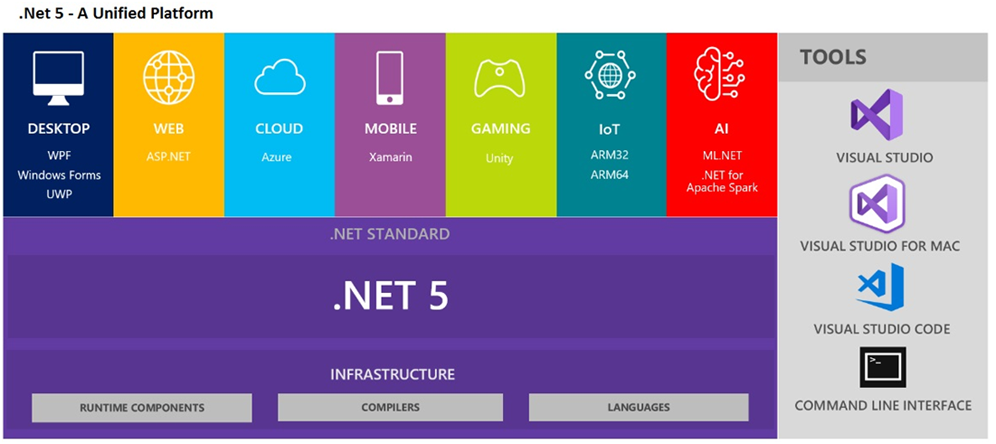 .Net 5 - A Unified Platform
DESKTOP
WPF
Windows Forms
UWP
WEB
ASP.NET
CLOUD
Azure
MOBILE
Xamarin
GAMING
Unity
IoT
ARM32
ARM64
AI
ML.NET
.NET for
Apache Spark
.NET STANDARD
.NET 5
INFRASTRUCTURE
RUNTIME COMPONENTS
COMPILERS
LANGUAGES
TOOLS
VISUAL STUDIO
VISUAL STUDIO FOR MAC
VISUAL STUDIO CODE
>_
COMMAND LINE INTERFACE